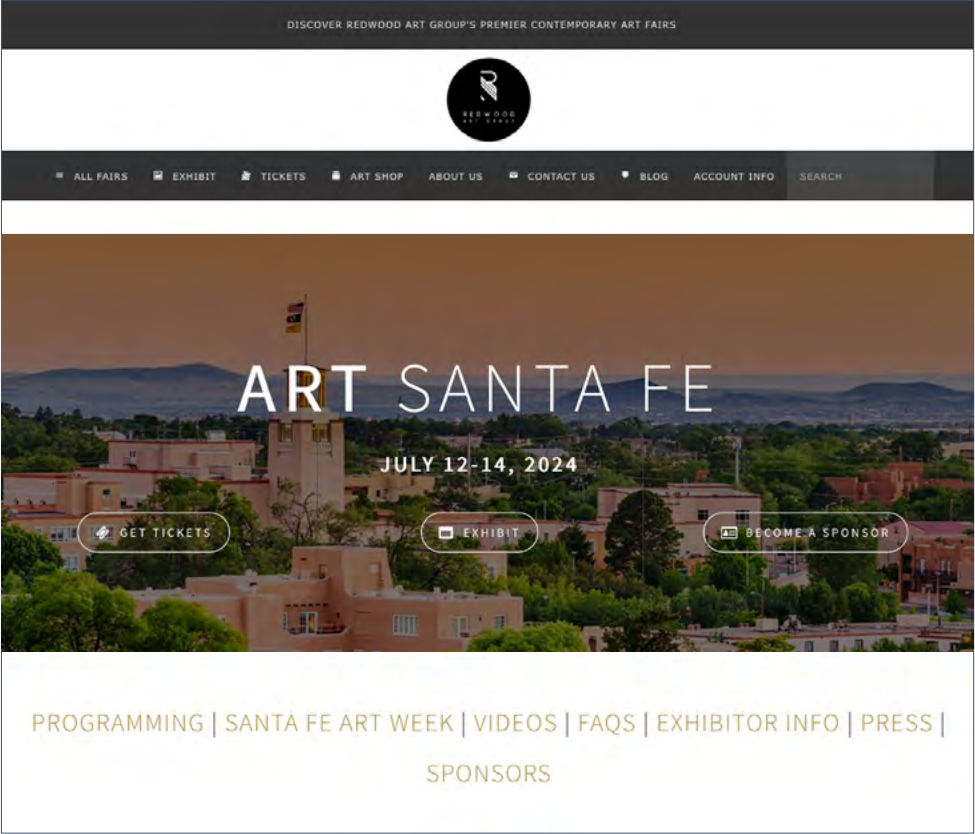 DISCOVER REDWOOD ART GROUP'S PREMIER CONTEMPORARY ART FAIRS
R
REDWOOD
ART GROUP
ALL FAIRS EXHIBIT TICKETS ART SHOP ABOUT US CONTACT US BLOG ACCOUNT INFO SEARCH
ART SANTA FE
JULY 12-14, 2024
GET TICKETS EXHIBIT BECOME A SPONSOR
PROGRAMMING | SANTA FE ART WEEK | VIDEOS | FAQS | EXHIBITOR INFO | PRESS |
SPONSORS